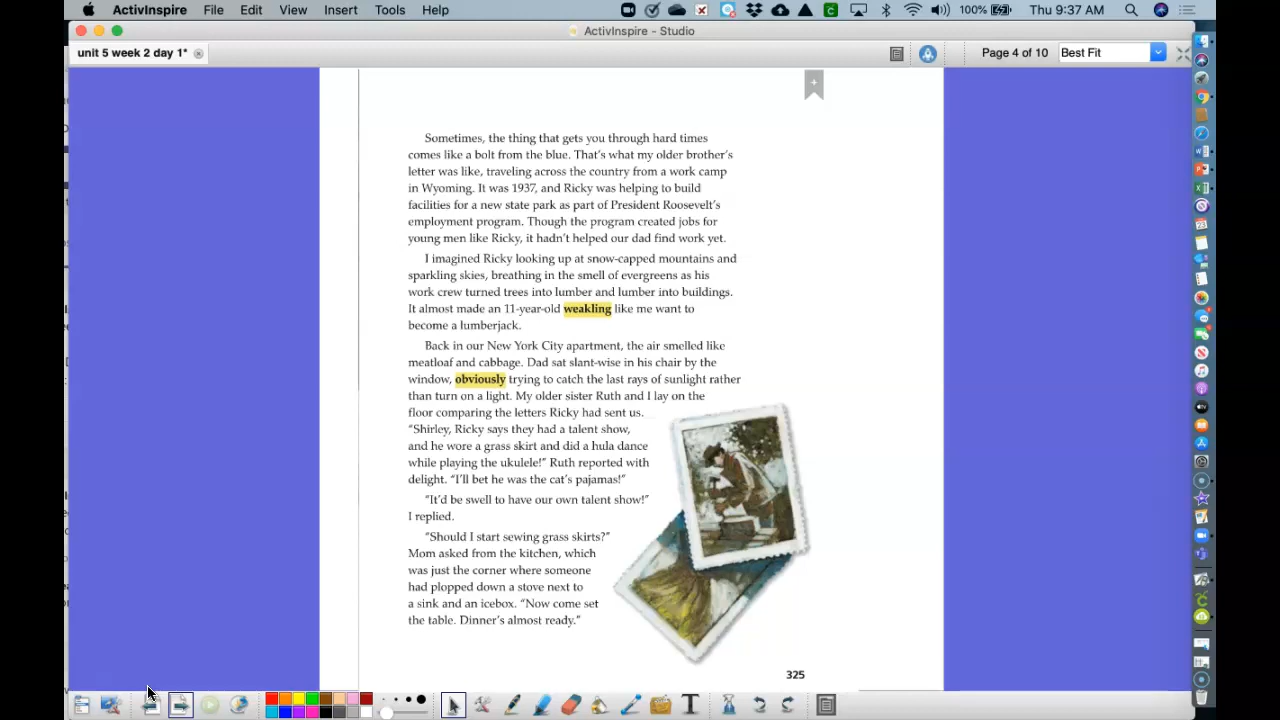 ActivInspire File Edit View Insert Tools Help 100% Thu 9:37 AM
ActivInspire - Studio
unit 5 week 2 day 1* Page 4 of 10 Best Fit
Sometimes, the thing that gets you through hard times
comes like a bolt from the blue. That's what my older brother's
letter was like, traveling across the country from a work camp
in Wyoming. It was 1937, and Ricky was helping to build
facilities for a new state park as part of President Roosevelt's
employment program. Though the program created jobs for
young men like Ricky, it hadn't helped our dad find work yet.
I imagined Ricky looking up at snow-capped mountains and
sparkling skies, breathing in the smell of evergreens as his
work crew turned trees into lumber and lumber into buildings.
It almost made an 11-year-old weakling like me want to
become a lumberjack.
Back in our New York City apartment, the air smelled like
meatloaf and cabbage. Dad sat slant-wise in his chair by the
window, obviously trying to catch the last rays of sunlight rather
than turn on a light. My older sister Ruth and I lay on the
floor comparing the letters Ricky had sent us.
"Shirley, Ricky says they had a talent show,
and he wore a grass skirt and did a hula dance
while playing the ukulele!" Ruth reported with
delight. "I'll bet he was the cat's pajamas!"
"It'd be swell to have our own talent show!"
I replied.
"Should I start sewing grass skirts?"
Mom asked from the kitchen, which
was just the corner where someone
had plopped down a stove next to
a sink and an icebox. "Now come set
the table. Dinner's almost ready."
325